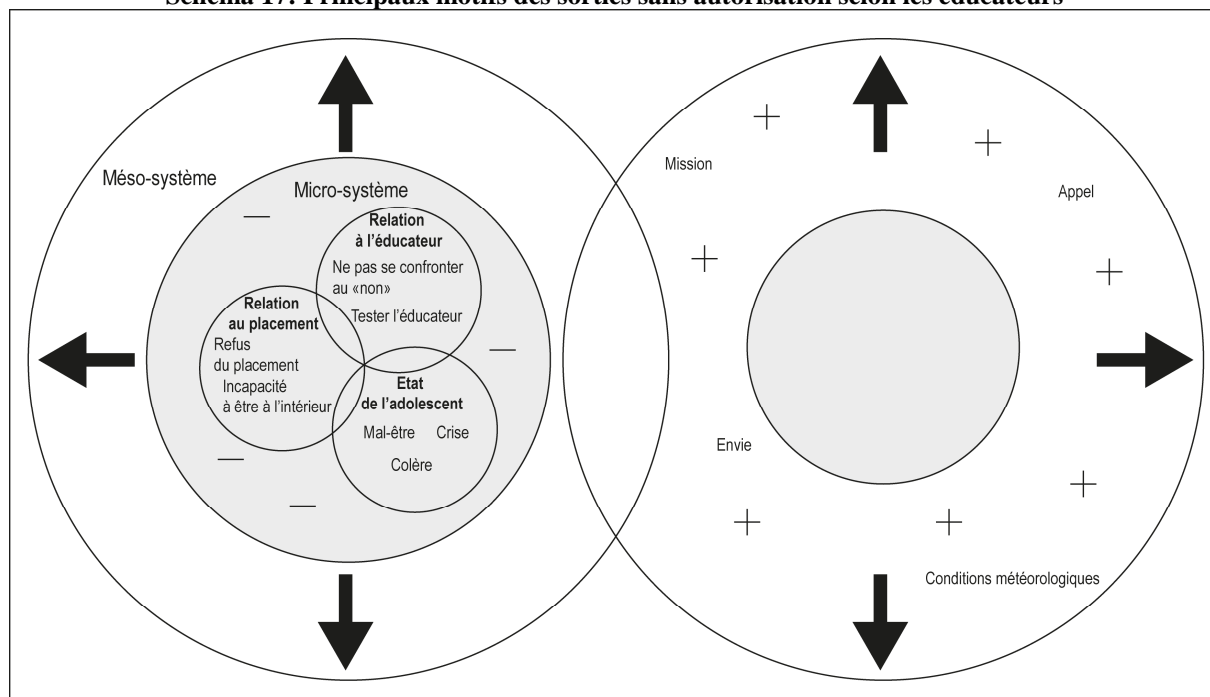 Schéma 17: Principaux motifs des sorties sans autorisation selon les éducateurs
Méso-système
Micro-système
Relation
à l’éducateur
Ne pas se confronter
au «non»
Tester l’éducateur
Relation
au placement
Refus
du placement
Incapacité
à être à l’intérieur
Etat
de l’adolescent
Mal-être Crise
Colère
Mission
Appel
Envie
Conditions météorologiques